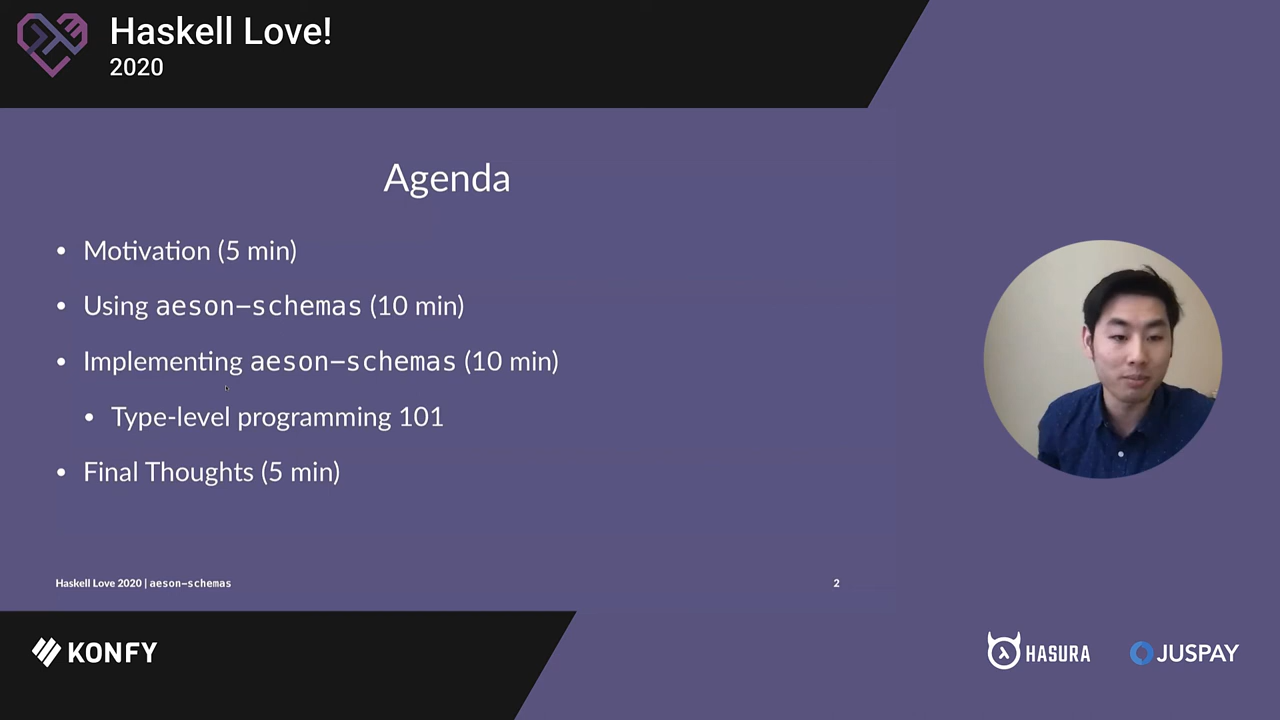 Haskell Love!
2020
Agenda
• Motivation (5 min)
• Using aeson-schemas (10 min)
• Implementing aeson-schemas (10 min)
• Type-level programming 101
• Final Thoughts (5 min)
Haskell Love 2020 | aeson-schemas
2
KONFY
HASURA
JUSPAY